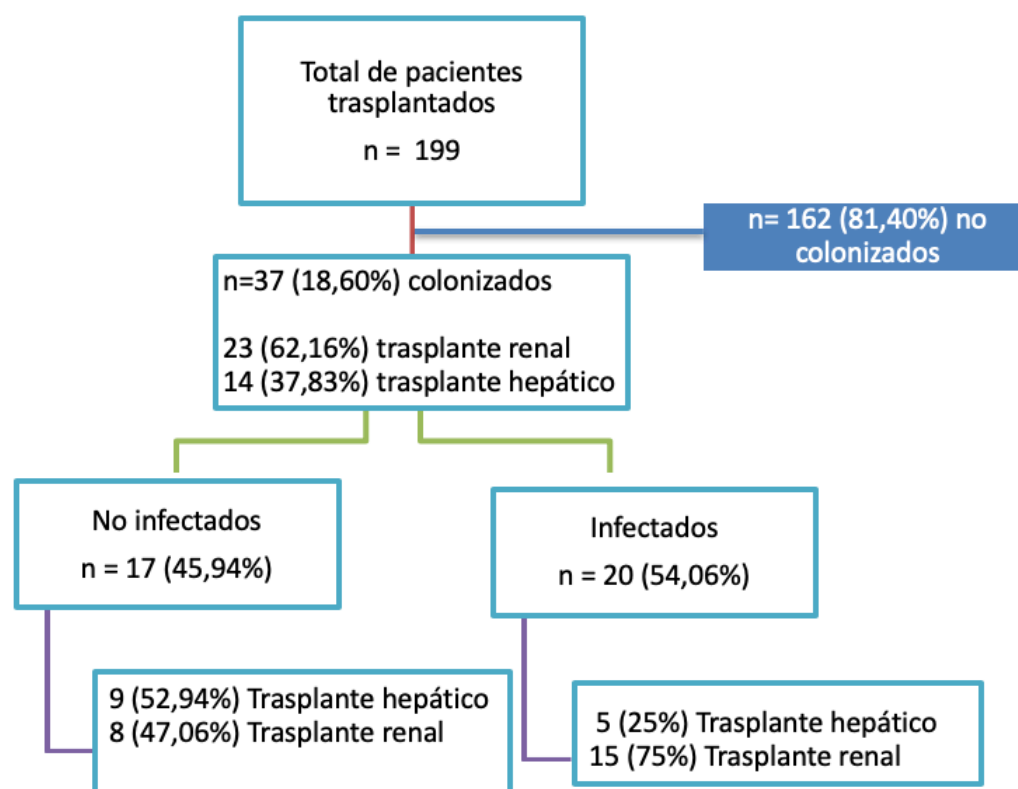 Total de pacientes
trasplantados
n =  199
n= 162 (81,40%) no
colonizados
n=37 (18,60%) colonizados
23 (62,16%) trasplante renal
14 (37,83%) trasplante hepático
No infectados
n = 17 (45,94%)
Infectados
n = 20 (54,06%)
9 (52,94%) Trasplante hepático
8 (47,06%) Trasplante renal
5 (25%) Trasplante hepático
15 (75%) Trasplante renal